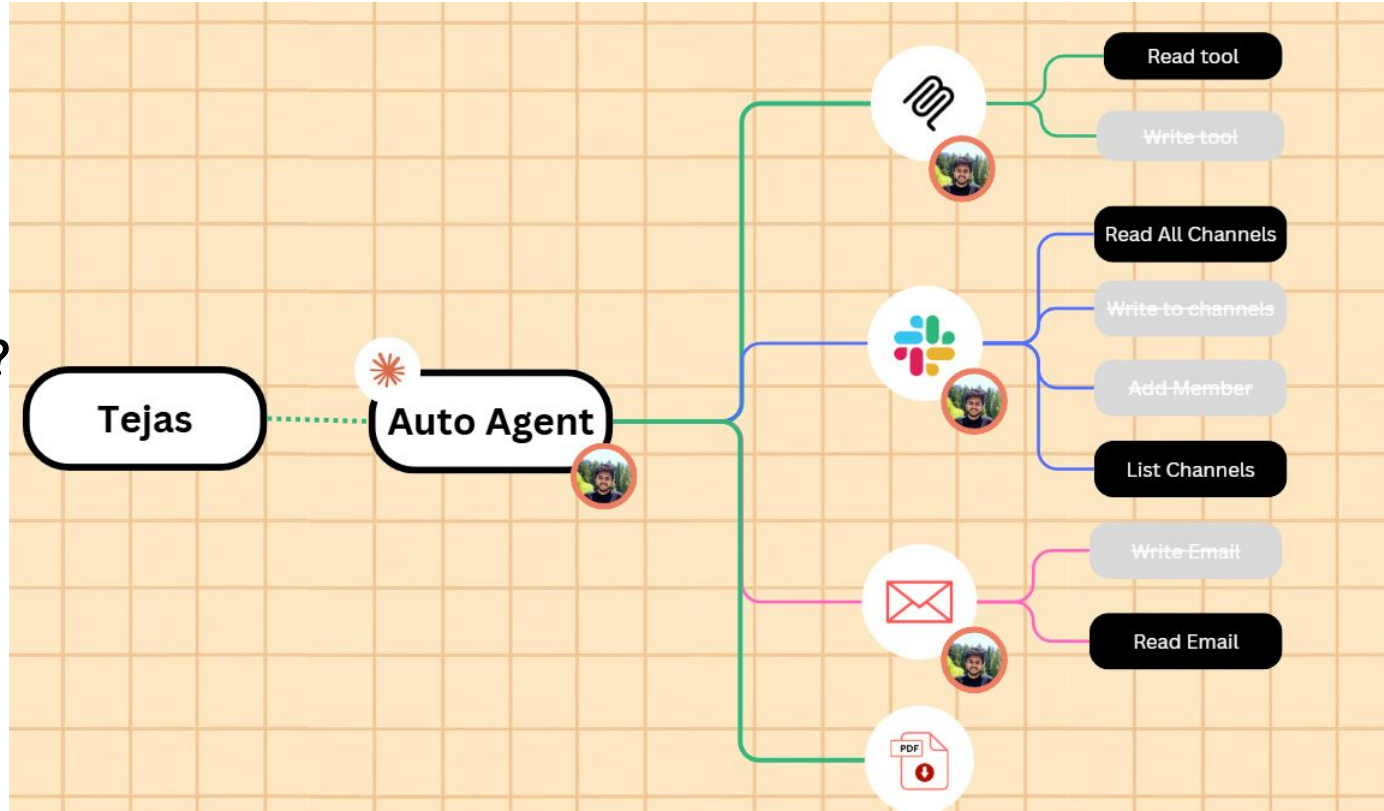 Read tool
Write tool
Read All Channels
Write to channels
?
Tejas
Auto Agent
Add Member
List Channels
Write Email
Read Email
PDF